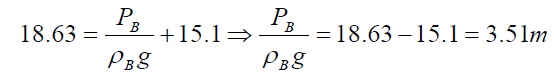 18.63 = P_B / ρ_B g + 15.1 ⇒ P_B / ρ_B g = 18.63 − 15.1 = 3.51m